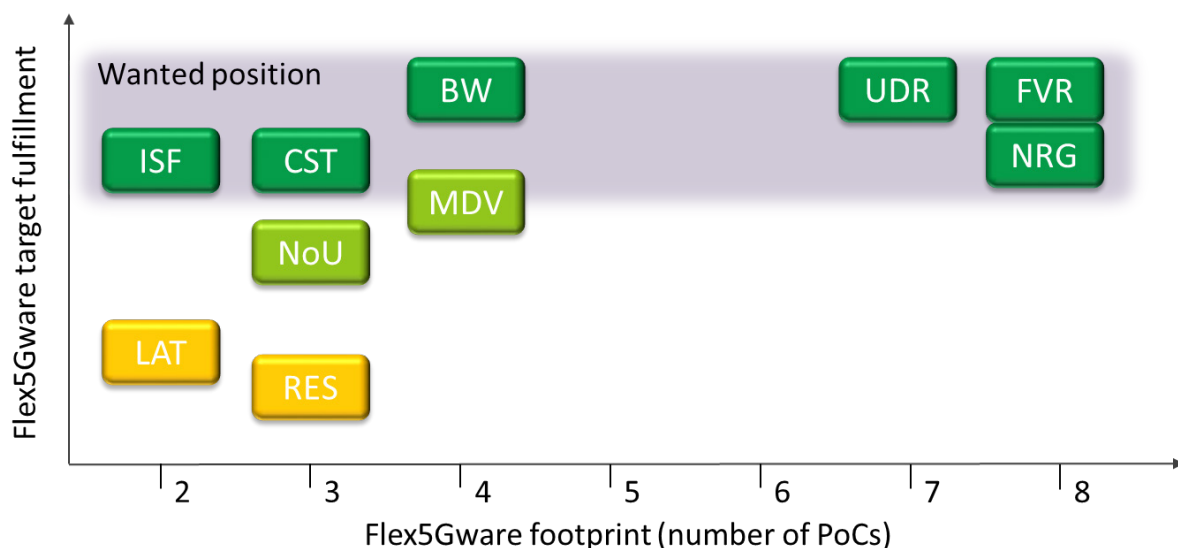 Flex5Gware target fulfillment
Wanted position
BW
UDR
FVR
ISF
CST
NRG
MDV
NoU
LAT
RES
2
3
4
5
6
7
8
Flex5Gware footprint (number of PoCs)